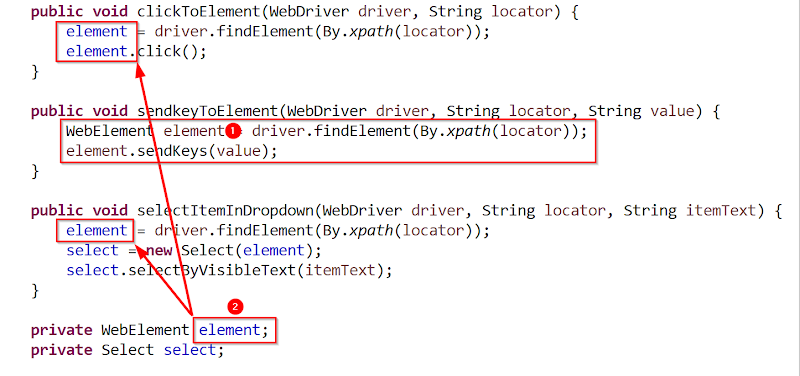 public void clickToElement(WebDriver driver, String locator) {
element = driver.findElement(By.xpath(locator));
element.click();
}
public void sendkeyToElement(WebDriver driver, String locator, String value) {
WebElement element 1 driver.findElement(By.xpath(locator));
element.sendKeys(value);
}
public void selectItemInDropdown(WebDriver driver, String locator, String itemText) {
element = driver.findElement(By.xpath(locator));
select = new Select(element);
select.selectByVisibleText(itemText);
}
2
private WebElement element;
private Select select;